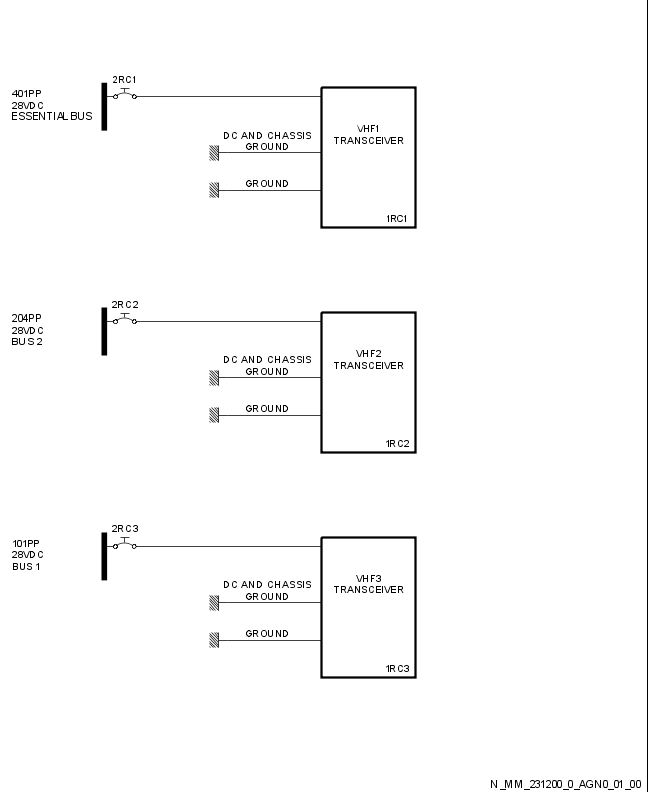 2RC1
401PP
28VDC
ESSENTIAL BUS
DC AND CHASSIS
GROUND
GROUND
VHF1
TRANSCEIVER
1RC1
2RC2
204PP
28VDC
BUS 2
DC AND CHASSIS
GROUND
GROUND
VHF2
TRANSCEIVER
1RC2
2RC3
101PP
28VDC
BUS 1
DC AND CHASSIS
GROUND
GROUND
VHF3
TRANSCEIVER
1RC3
N_MM_231200_0_AGN0_01_00